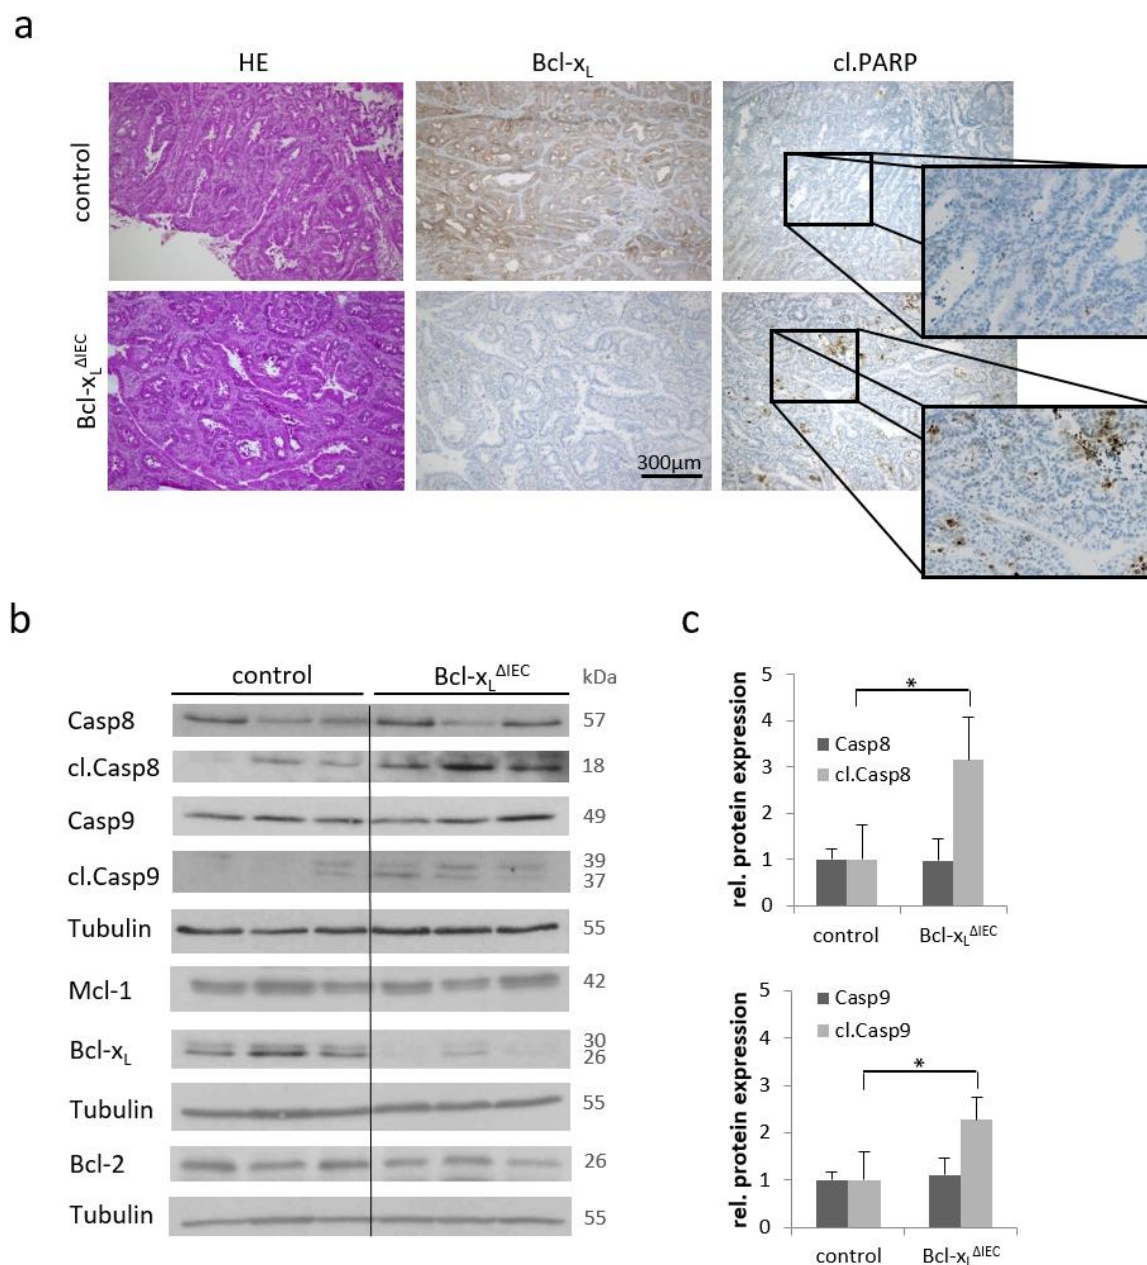 a
HE
Bcl-xL
cl.PARP
control
Bcl-xLΔIEC
300μm
b
control
Bcl-xLΔIEC
kDa
Casp8
57
cl.Casp8
18
Casp9
49
cl.Casp9
39
37
Tubulin
55
Mcl-1
42
Bcl-xL
30
26
Tubulin
55
Bcl-2
26
Tubulin
55
c
rel. protein expression
5
4
3
2
1
0
*
Casp8
cl.Casp8
control
Bcl-xLΔIEC
rel. protein expression
5
4
3
2
1
0
Casp9
cl.Casp9
*
control
Bcl-xLΔIEC